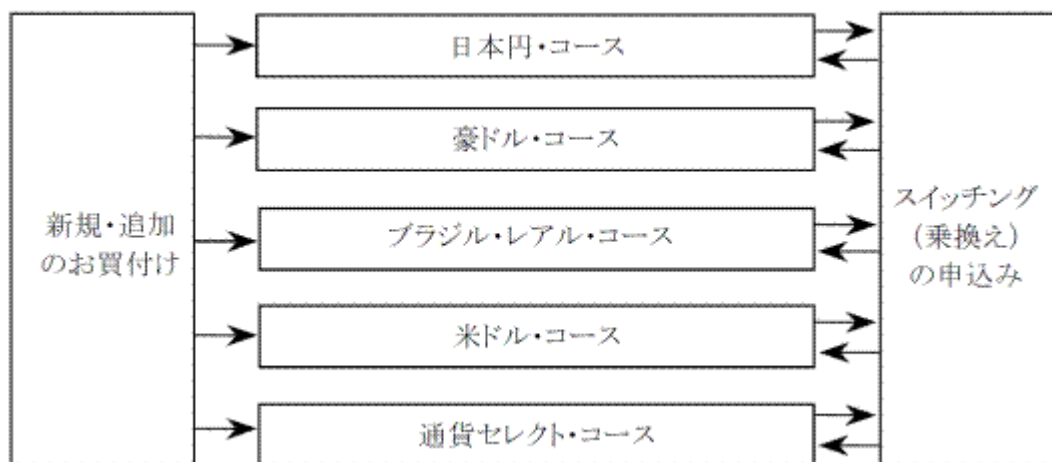 新規・追加
のお買付け
日本円・コース
豪ドル・コース
ブラジル・レアル・コース
米ドル・コース
通貨セレクト・コース
スイッチング
(乗換え)
の申込み